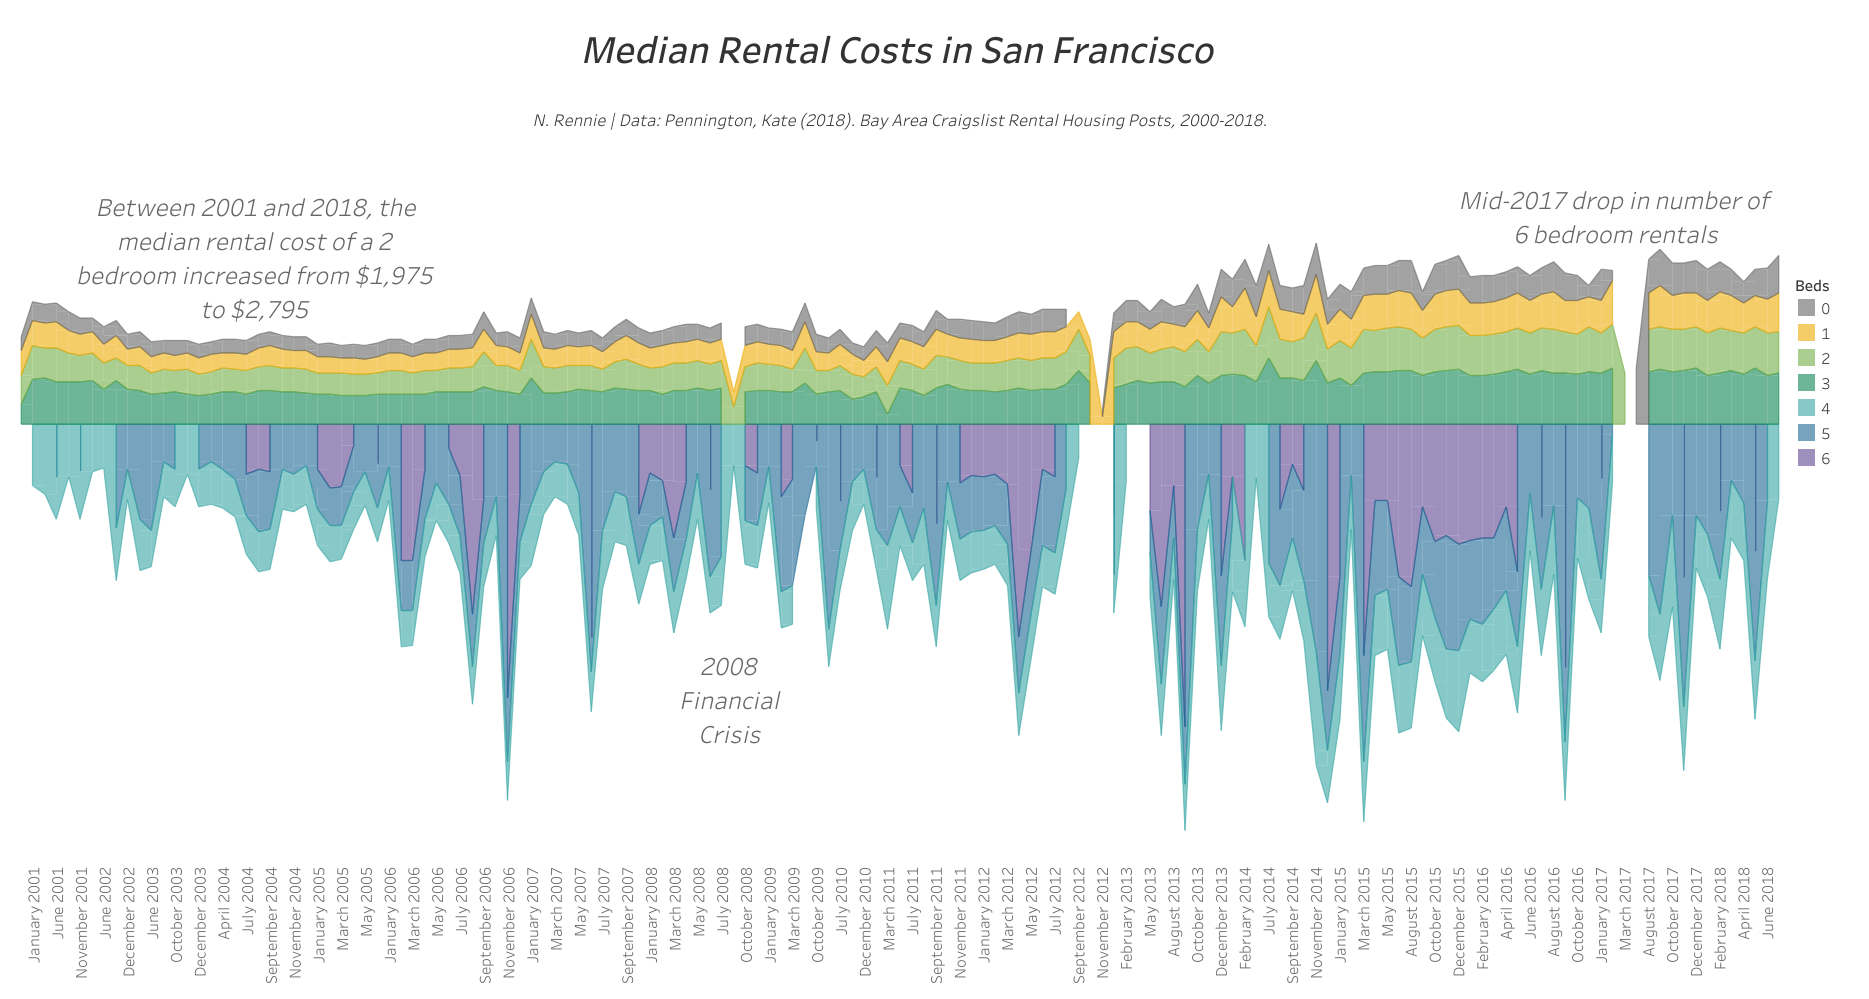 Median Rental Costs in San Francisco
N. Rennie | Data: Pennington, Kate (2018). Bay Area Craigslist Rental Housing Posts, 2000-2018.
Between 2001 and 2018, the
median rental cost of a 2
bedroom increased from $1,975
to $2,795
Mid-2017 drop in number of
6 bedroom rentals
Beds
0
1
2
3
4
5
6
2008
Financial
Crisis
January 2001
June 2001
November 2001
June 2002
December 2002
June 2003
October 2003
December 2003
April 2004
July 2004
September 2004
November 2004
January 2005
March 2005
May 2005
January 2006
March 2006
May 2006
July 2006
September 2006
November 2006
January 2007
March 2007
May 2007
July 2007
September 2007
January 2008
March 2008
May 2008
July 2008
October 2008
January 2009
March 2009
October 2009
July 2010
December 2010
March 2011
July 2011
September 2011
November 2011
January 2012
March 2012
May 2012
July 2012
September 2012
November 2012
February 2013
May 2013
August 2013
October 2013
December 2013
February 2014
July 2014
September 2014
November 2014
January 2015
March 2015
May 2015
August 2015
October 2015
December 2015
February 2016
April 2016
June 2016
August 2016
October 2016
January 2017
March 2017
August 2017
October 2017
December 2017
February 2018
April 2018
June 2018